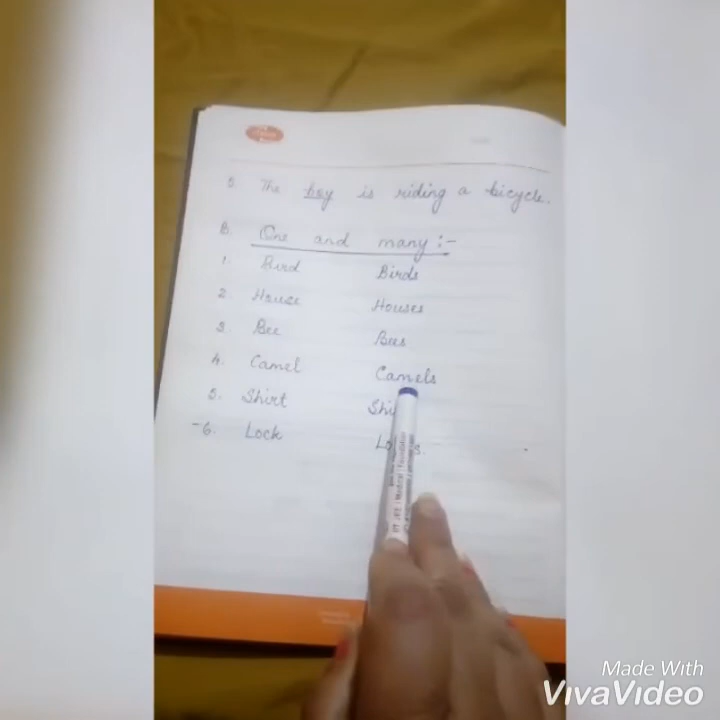 5. The boy is riding a bicycle.
B. One and many :-
1. Bird Birds
2. House Houses
3. Bee Bees
4. Camel Camels
5. Shirt
6. Lock
Made With
VivaVideo